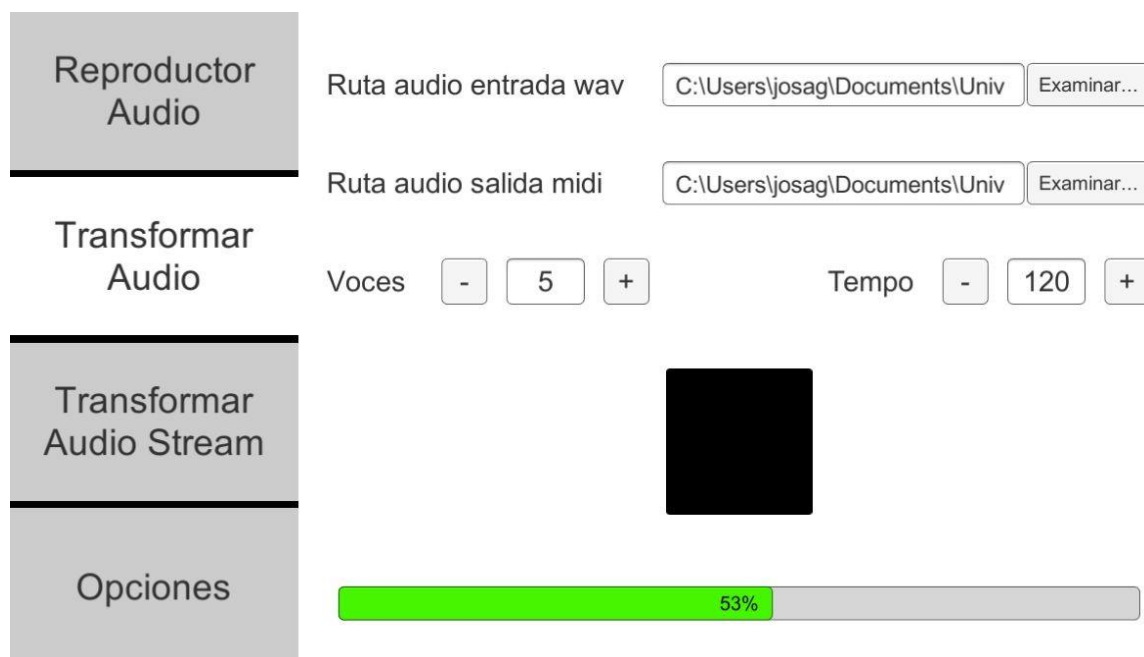 Reproductor
Audio
Ruta audio entrada wav C:\Users\josag\Documents\Univ Examinar...
Ruta audio salida midi C:\Users\josag\Documents\Univ Examinar...
Transformar
Audio
Voces - 5 + Tempo - 120 +
Transformar
Audio Stream
Opciones
53%